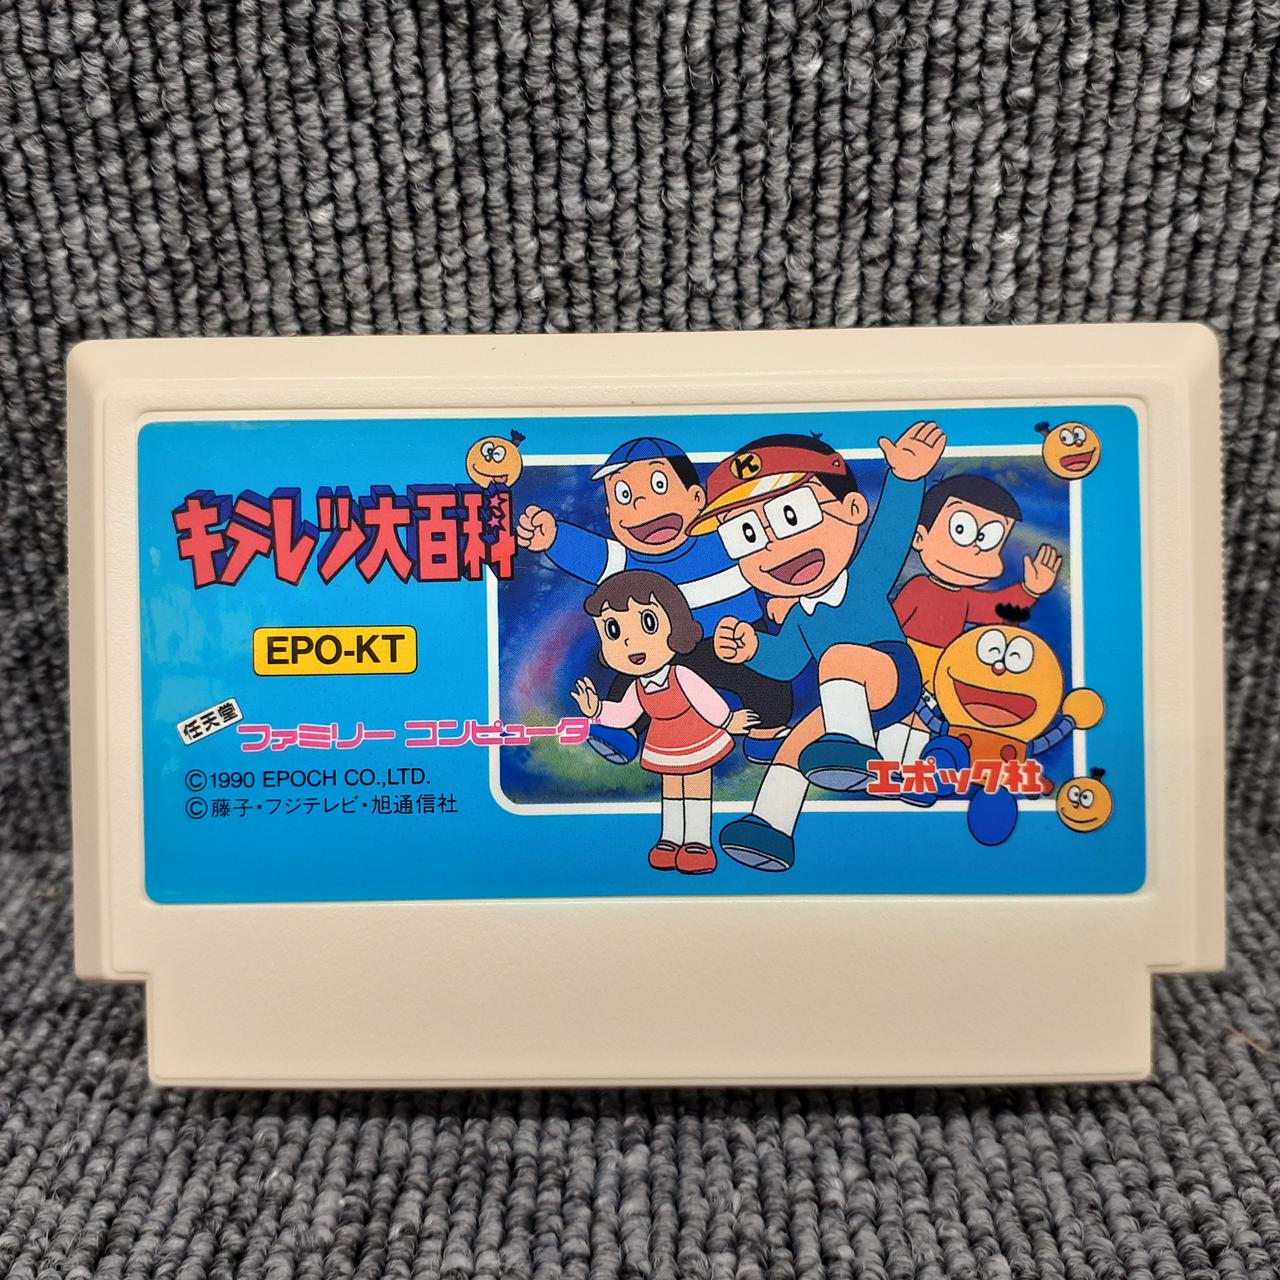 キテレツ大百科
EPO-KT
任天堂
ファミリー コンピュータ
©1990 EPOCH CO.,LTD.
©藤子・フジテレビ・旭通信社
K
エポック社